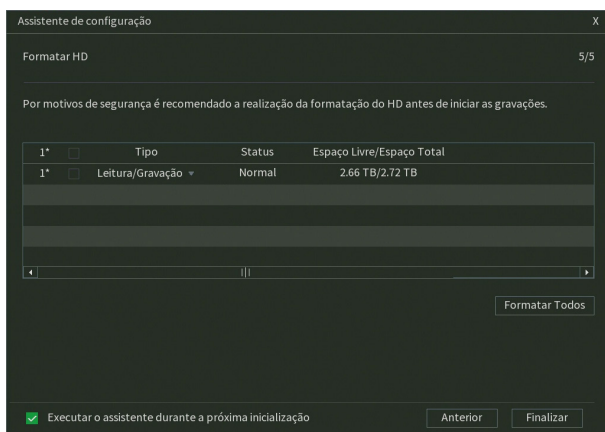 Assistente de configuração X
Formatar HD 5/5
Por motivos de segurança é recomendado a realização da formatação do HD antes de iniciar as gravações.
1* Tipo Status Espaço Livre/Espaço Total
1* Leitura/Gravação Normal 2.66 TB/2.72 TB
Formatar Todos
Executar o assistente durante a próxima inicialização Anterior Finalizar